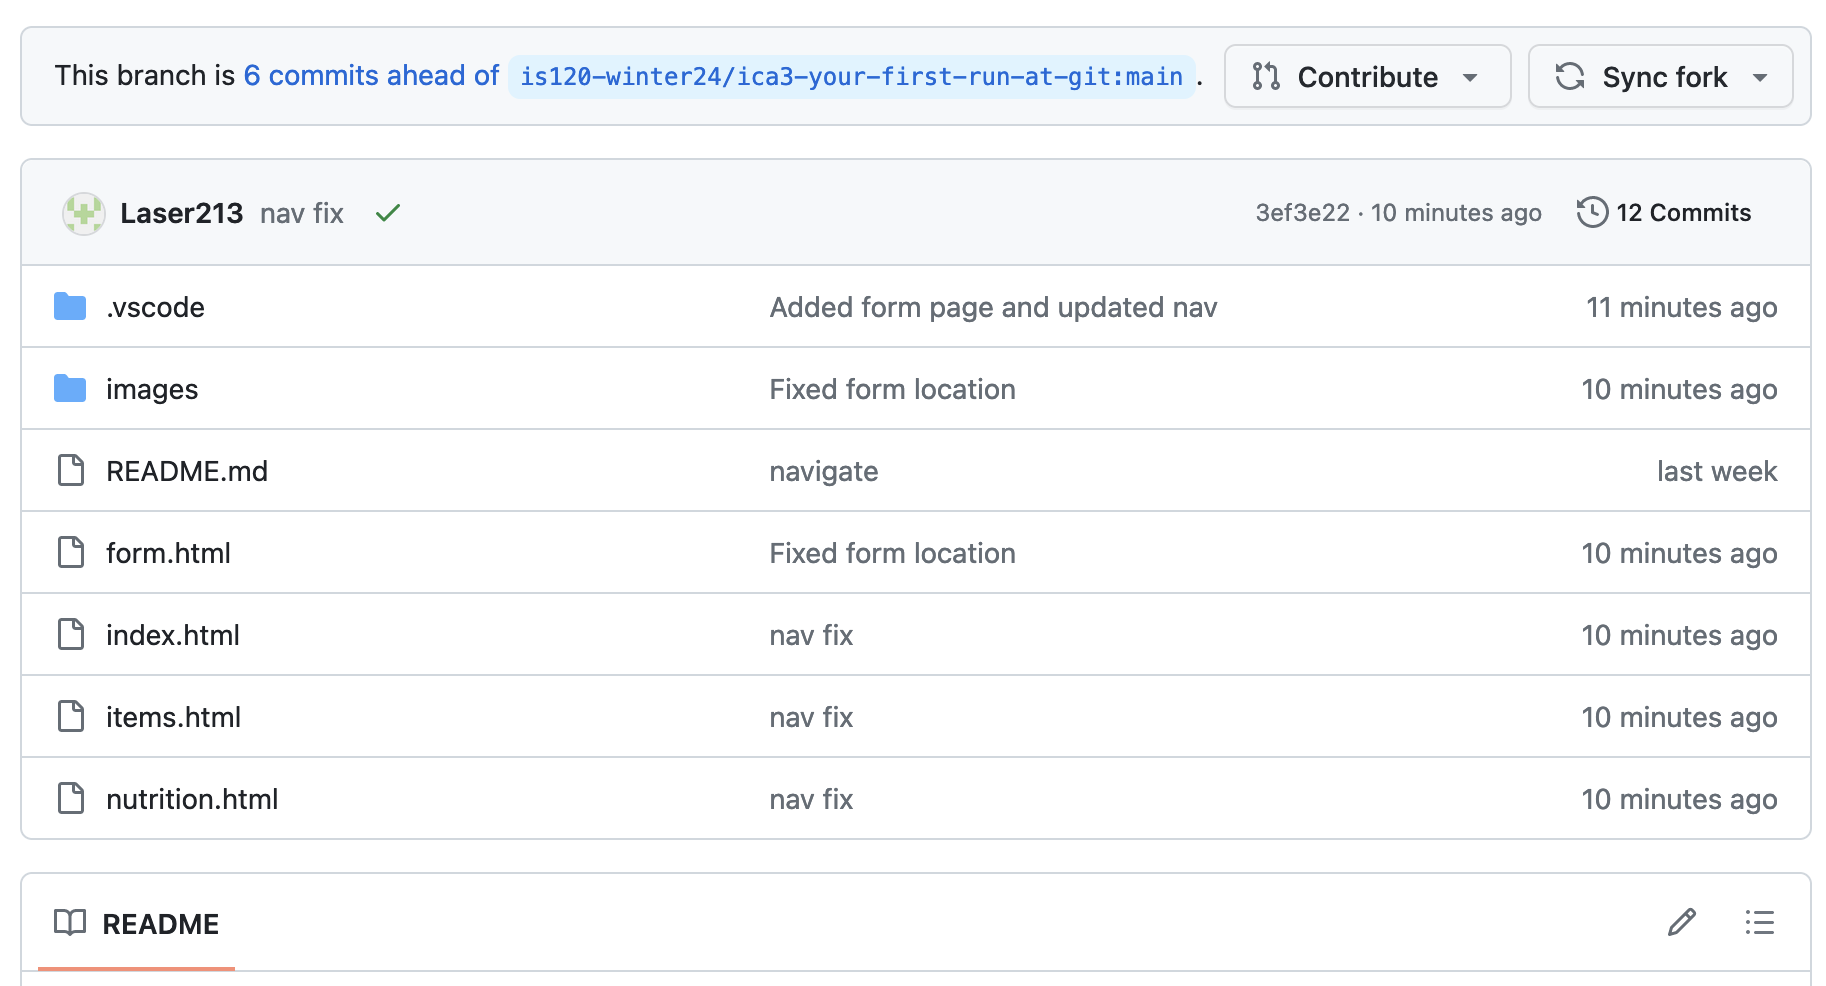 This branch is 6 commits ahead of is120-winter24/ica3-your-first-run-at-git:main . Contribute Sync fork
Laser213 nav fix 3ef3e22 · 10 minutes ago 12 Commits
.vscode Added form page and updated nav 11 minutes ago
images Fixed form location 10 minutes ago
README.md navigate last week
form.html Fixed form location 10 minutes ago
index.html nav fix 10 minutes ago
items.html nav fix 10 minutes ago
nutrition.html nav fix 10 minutes ago
README